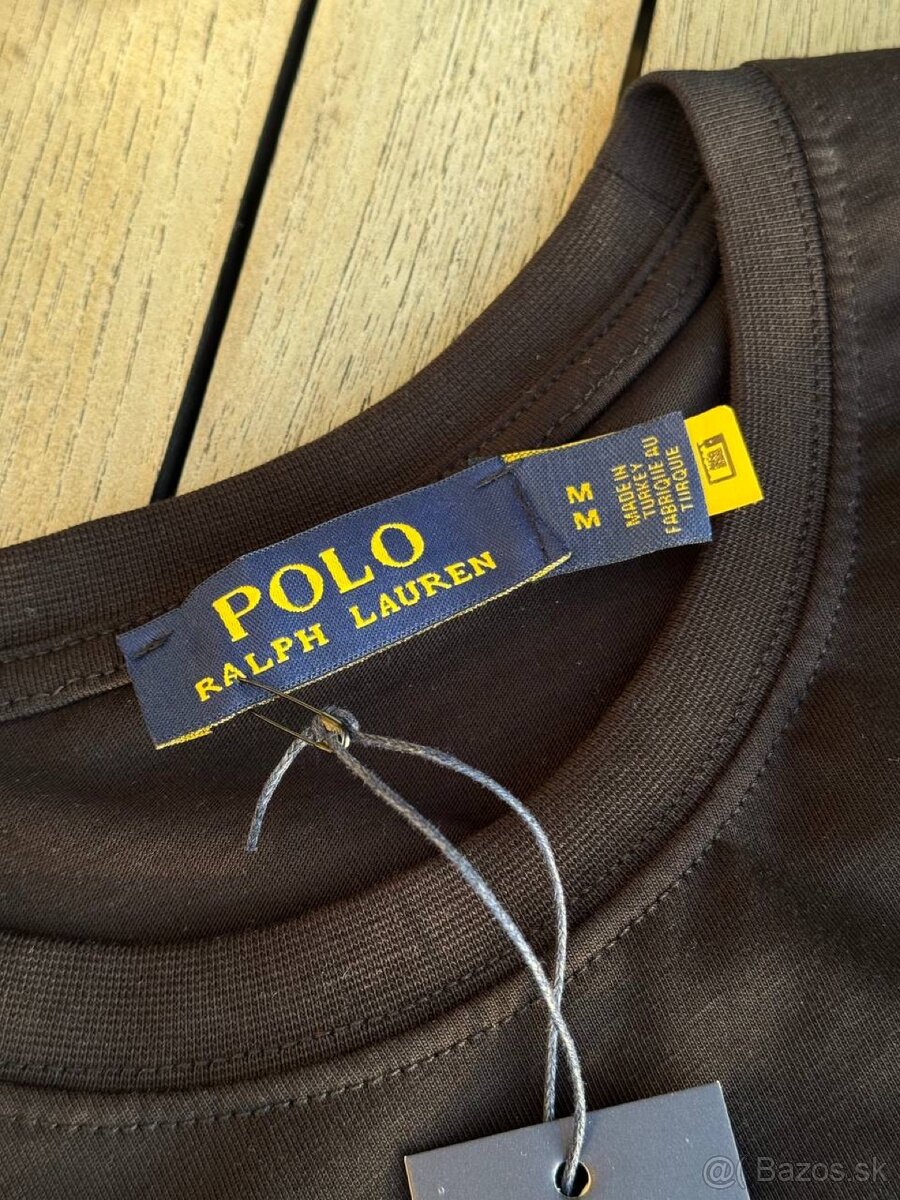 POLO
RALPH LAUREN
M
M
MADE IN
TURKEY
FABRIQUE AU
TURQUIE
@( Bazos.sk